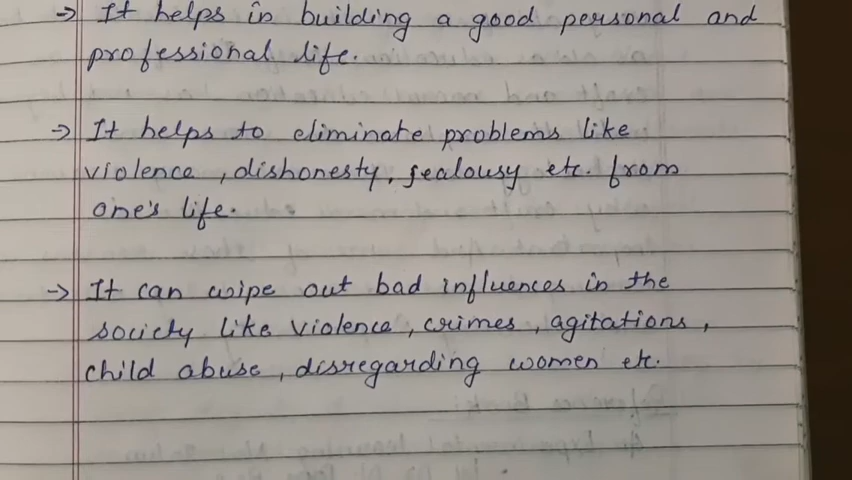 → It helps in building a good personal and
professional life.
→ It helps to eliminate problems like
violence, dishonesty, jealousy etc. from
one's life.
→ It can wipe out bad influences in the
society like violence, crimes, agitations,
child abuse, disregarding women etc.